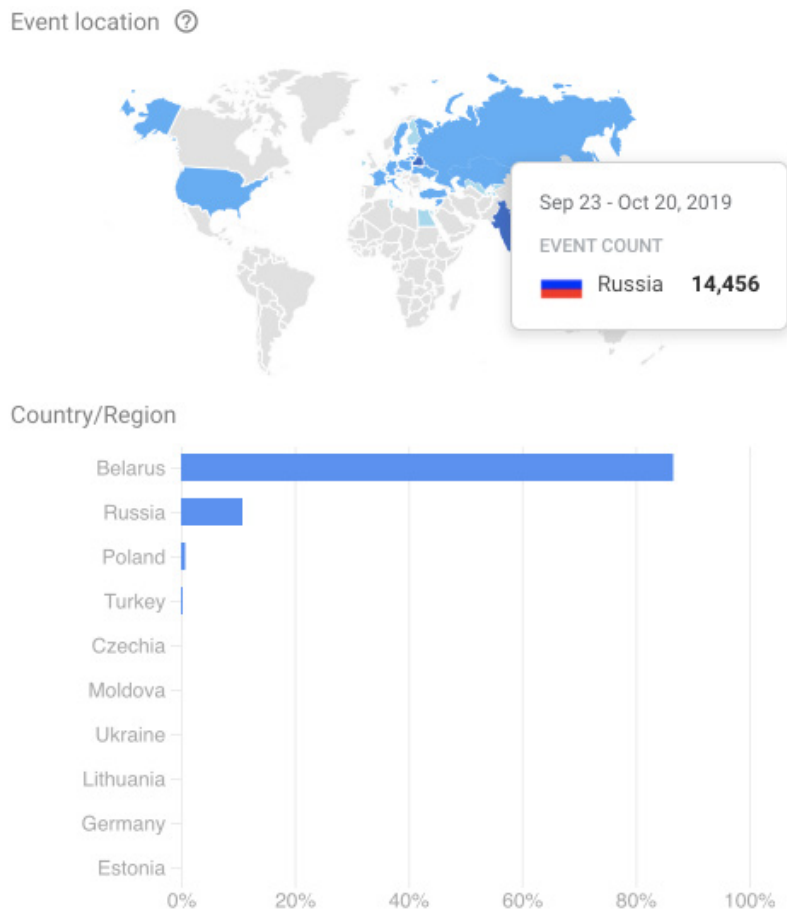 Event location ?
Sep 23 - Oct 20, 2019
EVENT COUNT
Russia 14,456
Country/Region
Belarus
Russia
Poland
Turkey
Czechia
Moldova
Ukraine
Lithuania
Germany
Estonia
0% 20% 40% 60% 80% 100%